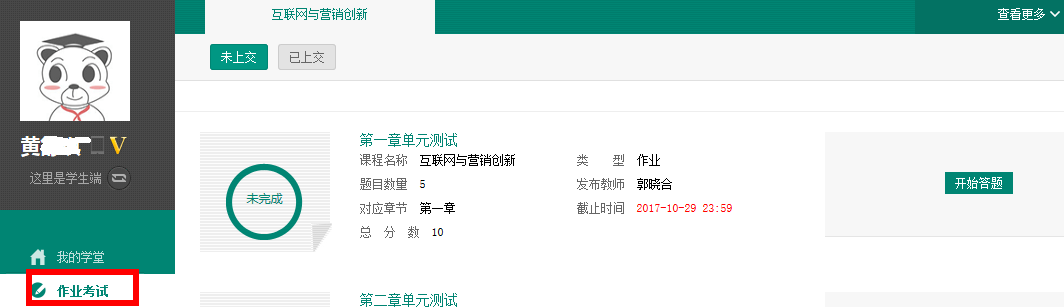 互联网与营销创新
查看更多
未上交 已上交
黄
V
这里是学生端
我的学堂
作业考试
未完成
第一章单元测试
课程名称 互联网与营销创新 类 型 作业
题目数量 5 发布教师 郭晓合
对应章节 第一章 截止时间 2017-10-29 23:59
总 分 数 10
开始答题
第二章单元测试